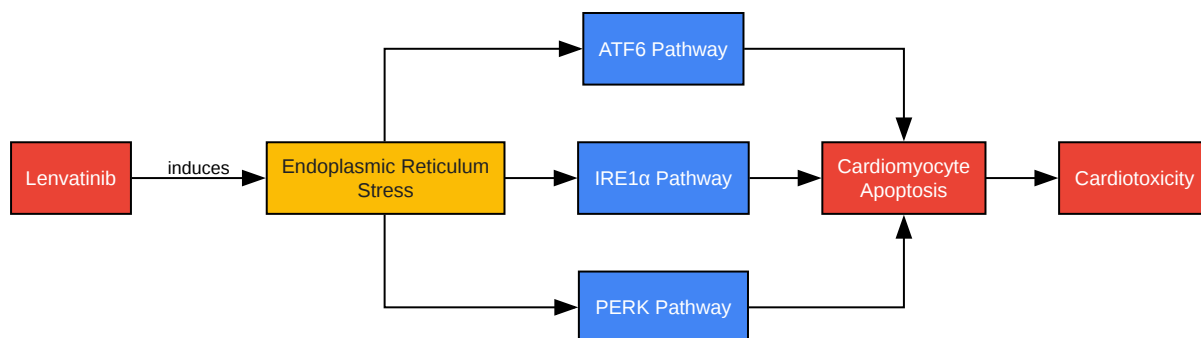 ATF6 Pathway
Lenvatinib
induces
Endoplasmic Reticulum
Stress
IRE1α Pathway
Cardiomyocyte
Apoptosis
Cardiotoxicity
PERK Pathway